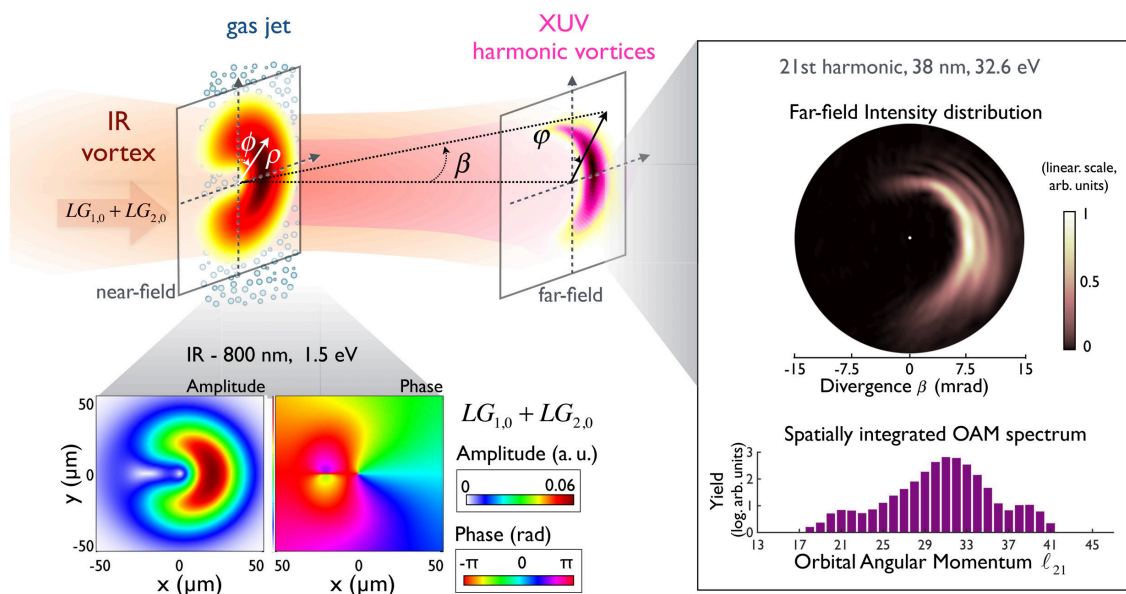 gas jet
XUV
harmonic vortices
IR
vortex
ϕ
ρ
β
φ
LG1,0 + LG2,0
near-field
far-field
IR - 800 nm, 1.5 eV
Amplitude
Phase
50
0
-50
y (μm)
-50
0
50
x (μm)
50
0
50
x (μm)
LG1,0 + LG2,0
Amplitude (a. u.)
0
0.06
Phase (rad)
-π
0
π
21st harmonic, 38 nm, 32.6 eV
Far-field Intensity distribution
(linear. scale,
arb. units)
1
0.5
0
-15
-7.5
0
7.5
15
Divergence β (mrad)
Spatially integrated OAM spectrum
Yield
(log. arb. units)
3
2
1
0
13
17
21
25
29
33
37
41
45
Orbital Angular Momentum ℓ21